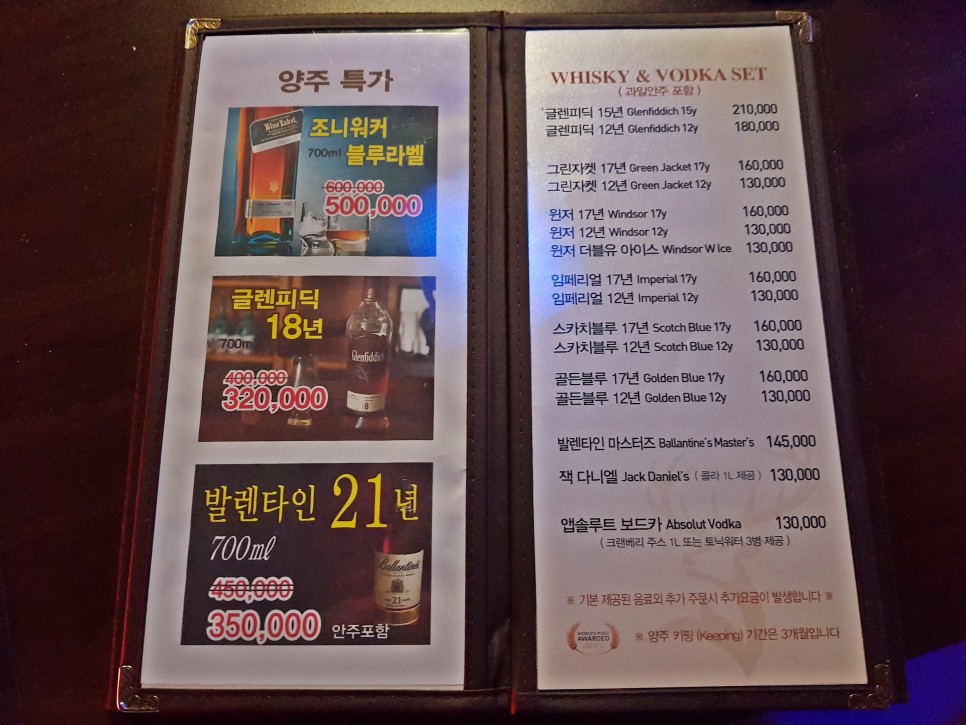 양주 특가
Blue Label
조니워커
700ml 블루라벨
600,000
500,000
글렌피딕
18년
700m
Glenfiddich
18
400,000
320,000
발렌타인 21년
700ml
Ballantine's
21
450,000
350,000 안주포함
WHISKY & VODKA SET
( 과일안주 포함 )
글렌피딕 15년 Glenfiddich 15y 210,000
글렌피딕 12년 Glenfiddich 12y 180,000
그린자켓 17년 Green Jacket 17y 160,000
그린자켓 12년 Green Jacket 12y 130,000
윈저 17년 Windsor 17y 160,000
윈저 12년 Windsor 12y 130,000
윈저 더블유 아이스 Windsor W Ice 130,000
임페리얼 17년 Imperial 17y 160,000
임페리얼 12년 Imperial 12y 130,000
스카치블루 17년 Scotch Blue 17y 160,000
스카치블루 12년 Scotch Blue 12y 130,000
골든블루 17년 Golden Blue 17y 160,000
골든블루 12년 Golden Blue 12y 130,000
발렌타인 마스터즈 Ballantine's Master's 145,000
잭 다니엘 Jack Daniel's ( 콜라 1L 제공 ) 130,000
앱솔루트 보드카 Absolut Vodka 130,000
( 크랜베리 주스 1L 또는 토닉워터 3병 제공 )
※ 기본 제공된 음료외 추가 주문시 추가요금이 발생합니다 ※
WORLD'S MOST
AWARDED
※ 양주 키핑 (Keeping) 기간은 3개월입니다